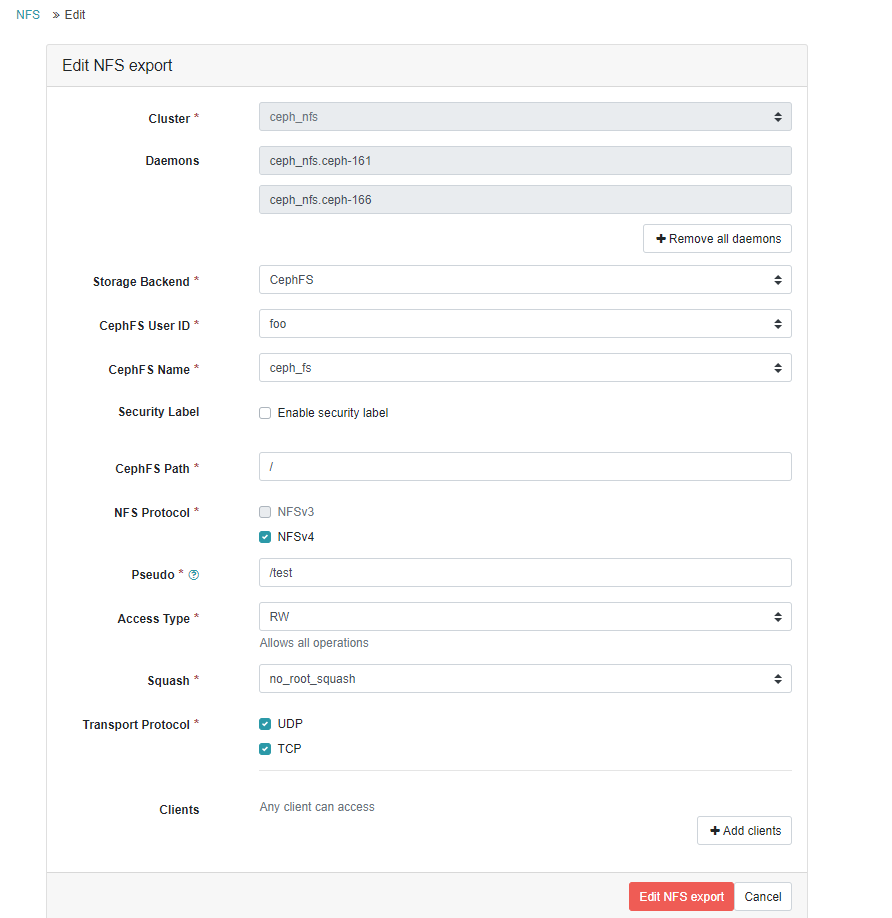 NFS » Edit
Edit NFS export
Cluster * ceph_nfs
Daemons ceph_nfs.ceph-161
ceph_nfs.ceph-166
+ Remove all daemons
Storage Backend * CephFS
CephFS User ID * foo
CephFS Name * ceph_fs
Security Label Enable security label
CephFS Path * /
NFS Protocol * NFSv3
NFSv4
Pseudo * ? /test
Access Type * RW
Allows all operations
Squash * no_root_squash
Transport Protocol * UDP
TCP
Clients Any client can access
+ Add clients
Edit NFS export Cancel